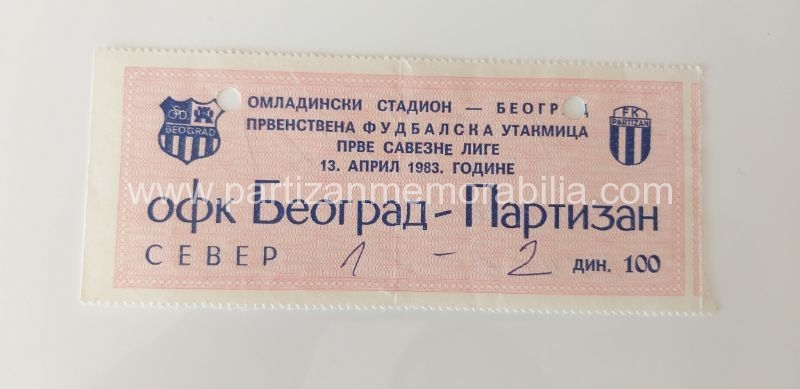 ОМЛАДИНСКИ СТАДИОН — БЕОГРАД
ПРВЕНСТВЕНА ФУДБАЛСКА УТАКМИЦА
ПРВЕ САВЕЗНЕ ЛИГЕ
13. АПРИЛ 1983. ГОДИНЕ
BEOGRAD
FK
PARTIZAN
www.partizanmemorabilia.com
ОФК Београд - Партизан
СЕВЕР 1 - 2 ДИН. 100